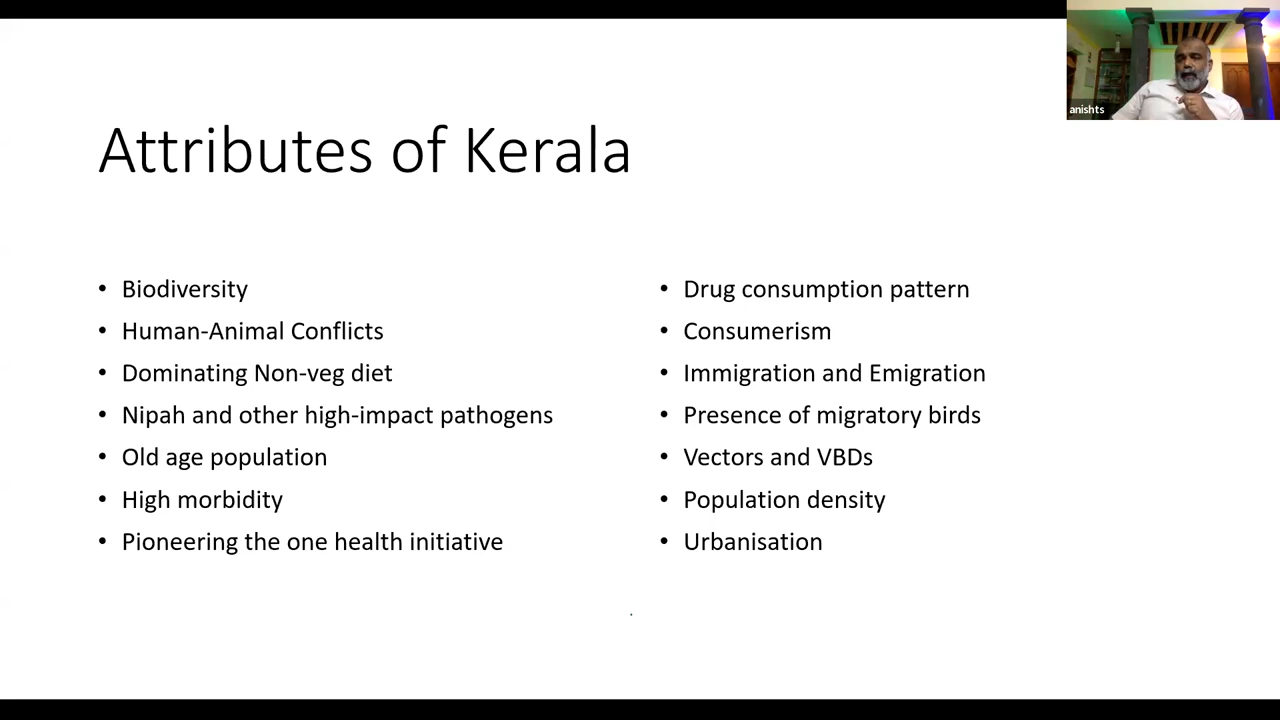 Attributes of Kerala
• Biodiversity
• Human-Animal Conflicts
• Dominating Non-veg diet
• Nipah and other high-impact pathogens
• Old age population
• High morbidity
• Pioneering the one health initiative
• Drug consumption pattern
• Consumerism
• Immigration and Emigration
• Presence of migratory birds
• Vectors and VBDs
• Population density
• Urbanisation
anishts